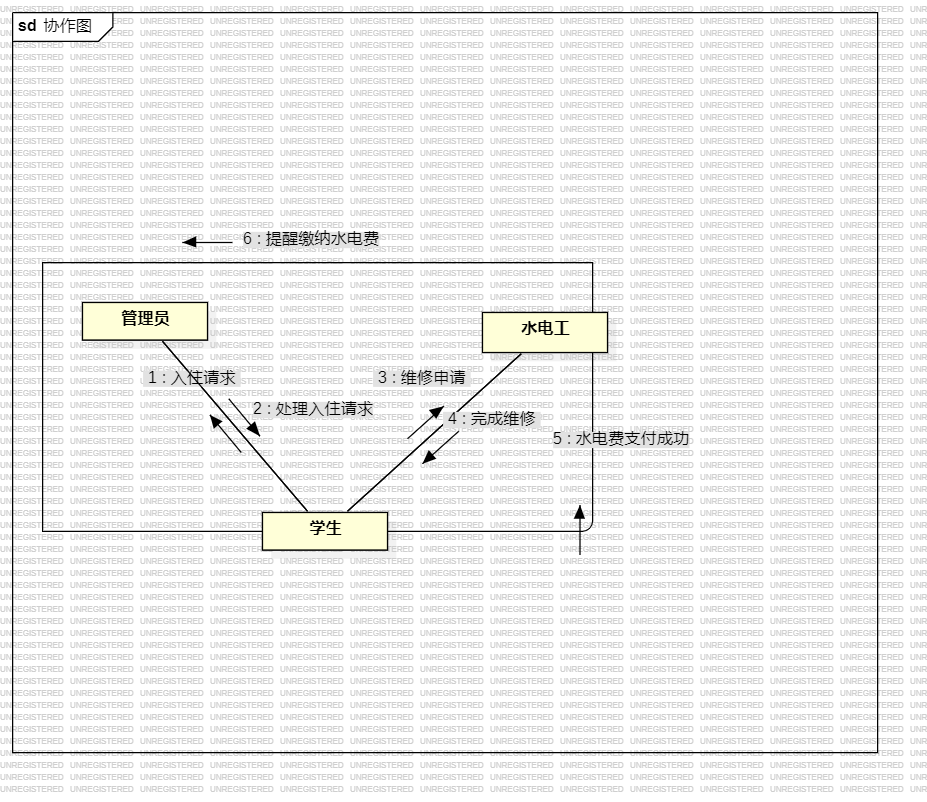 sd 协作图
6 : 提醒缴纳水电费
管理员
水电工
1 : 入住请求
3 : 维修申请
2 : 处理入住请求
4 : 完成维修
5 : 水电费支付成功
学生
UNREGISTERED